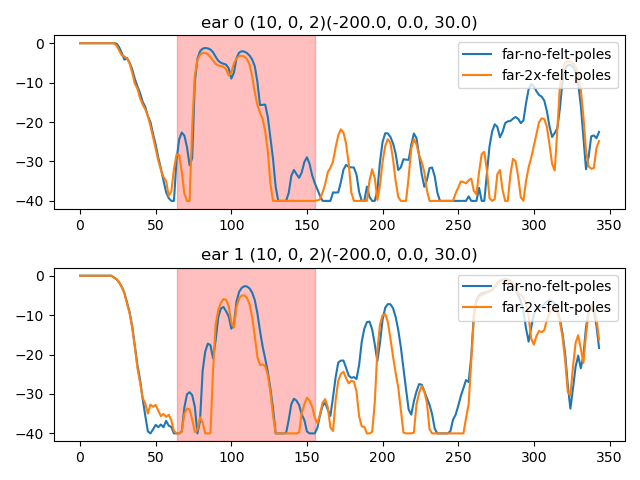 ear 0 (10, 0, 2)(-200.0, 0.0, 30.0)
0
−10
−20
−30
−40
far-no-felt-poles
far-2x-felt-poles
0 50 100 150 200 250 300 350
ear 1 (10, 0, 2)(-200.0, 0.0, 30.0)
0
−10
−20
−30
−40
far-no-felt-poles
far-2x-felt-poles
0 50 100 150 200 250 300 350